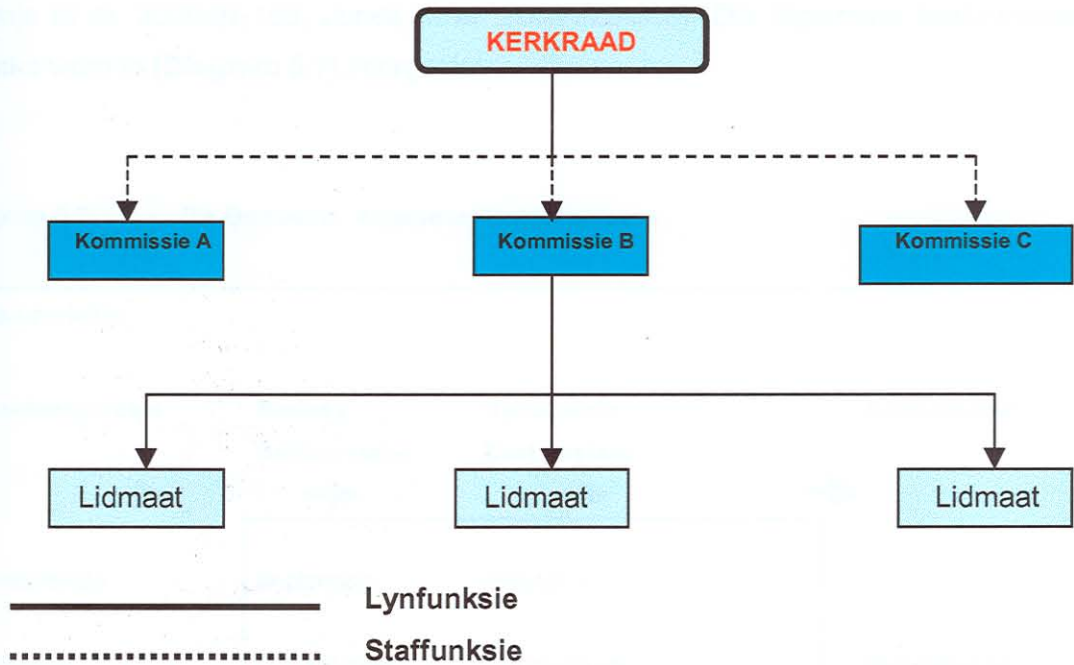 KERKRAAD
Kommissie A
Kommissie B
Kommissie C
Lidmaat
Lidmaat
Lidmaat
Lynfunksie
Staffunksie